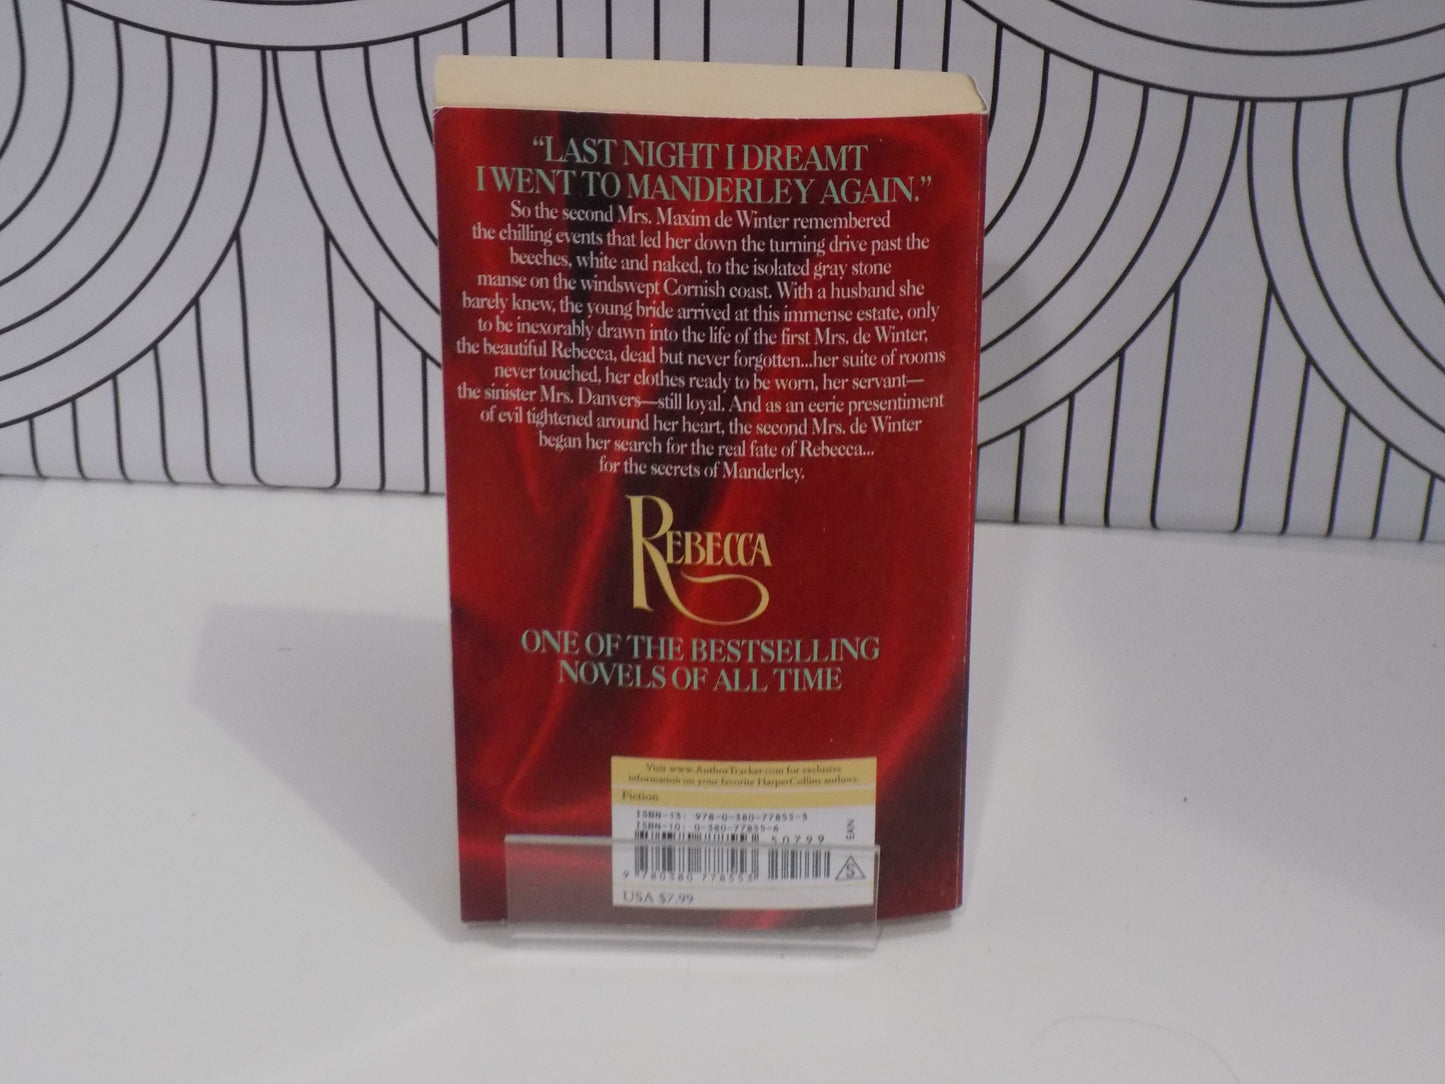 “LAST NIGHT I DREAMT
I WENT TO MANDERLEY AGAIN.”
So the second Mrs. Maxim de Winter remembered
the chilling events that led her down the turning drive past the
beeches, white and naked, to the isolated gray stone
manse on the windswept Cornish coast. With a husband she
barely knew, the young bride arrived at this immense estate, only
to be inexorably drawn into the life of the first Mrs. de Winter,
the beautiful Rebecca, dead but never forgotten...her suite of rooms
never touched, her clothes ready to be worn, her servant—
the sinister Mrs. Danvers—still loyal. And as an eerie presentiment
of evil tightened around her heart, the second Mrs. de Winter
began her search for the real fate of Rebecca...
for the secrets of Manderley.
REBECCA
ONE OF THE BESTSELLING
NOVELS OF ALL TIME
Visit www.AuthorTracker.com for exclusive
information on your favorite HarperCollins authors.
Fiction
ISBN-13: 978-0-380-77855-3
ISBN-10: 0-380-77855-6
50799
EAN
9 780380 778553
S
USA $7.99